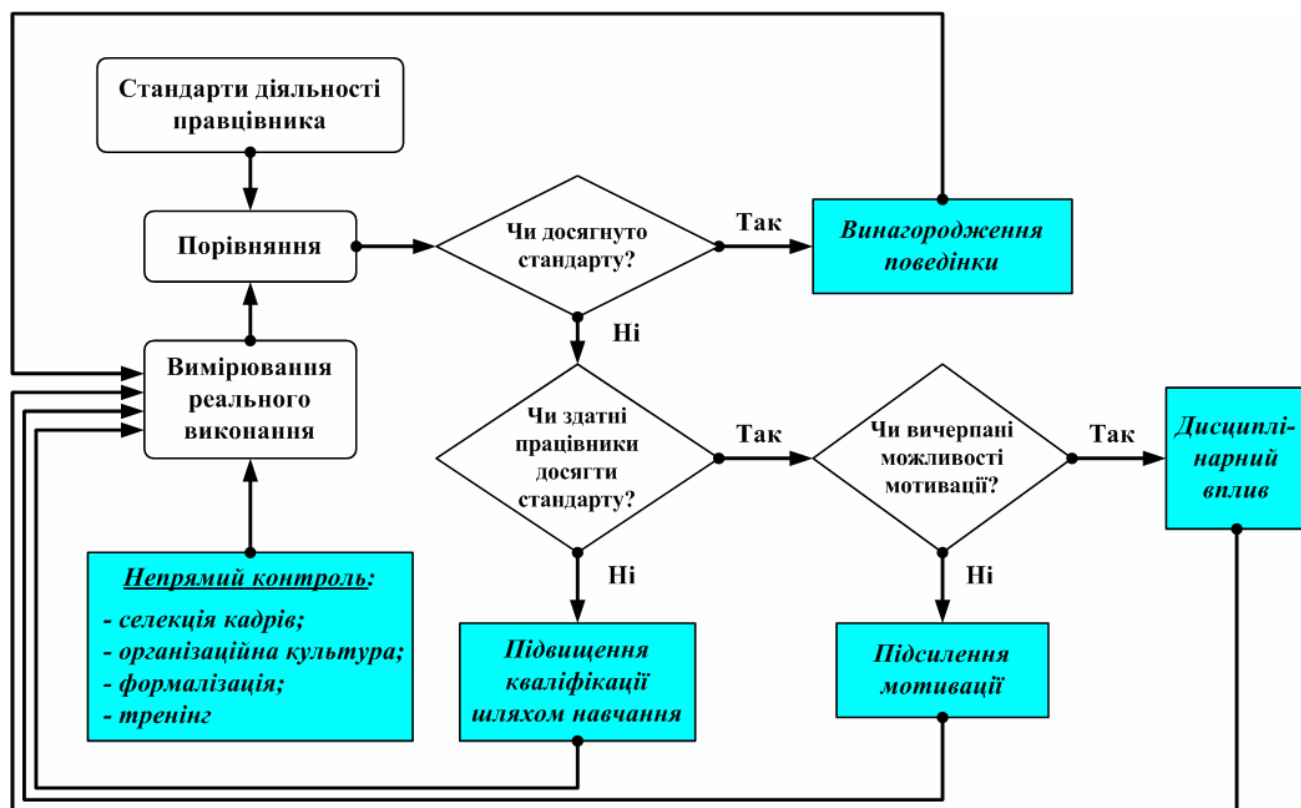 Стандарти діяльності
правцівника
Порівняння
Чи досягнуто
стандарту?
Так
Винагородження
поведінки
Ні
Вимірювання
реального
виконання
Чи здатні
працівники
досягти
стандарту?
Так
Чи вичерпані
можливості
мотивації?
Так
Дисциплі-
нарний
вплив
Непрямий контроль:
- селекція кадрів;
- організаційна культура;
- формалізація;
- тренінг
Ні
Підвищення
кваліфікації
шляхом навчання
Ні
Підсилення
мотивації